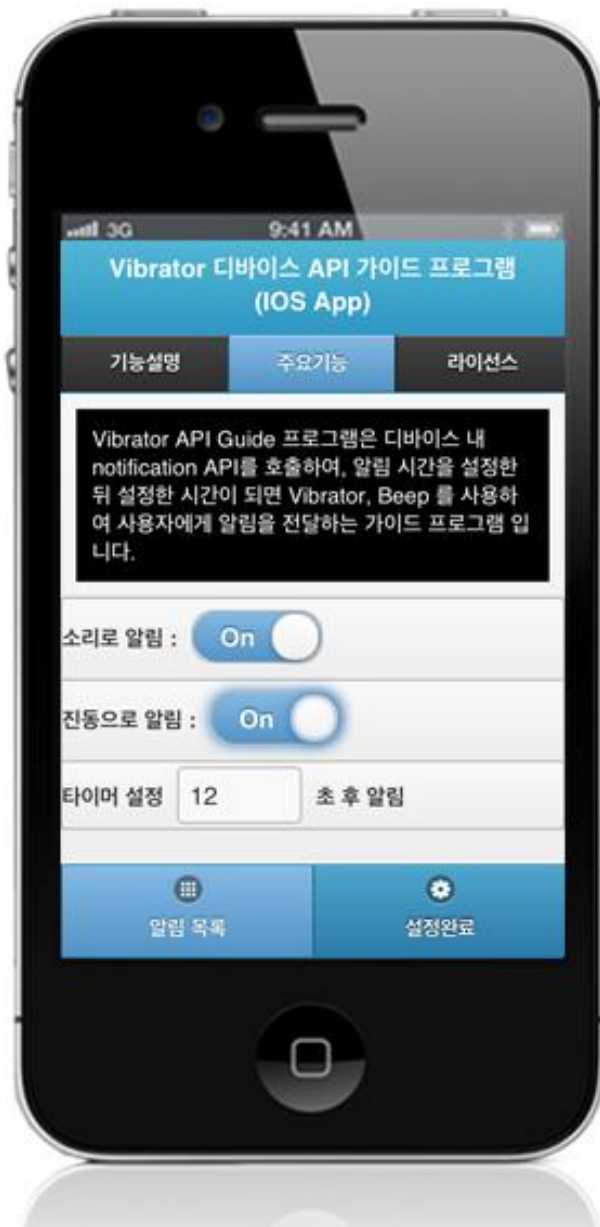 3G 9:41 AM
Vibrator 디바이스 API 가이드 프로그램
(IOS App)
기능설명 주요기능 라이선스
Vibrator API Guide 프로그램은 디바이스 내
notification API를 호출하여, 알림 시간을 설정한
뒤 설정한 시간이 되면 Vibrator, Beep 를 사용하
여 사용자에게 알림을 전달하는 가이드 프로그램 입
니다.
소리로 알림 : On
진동으로 알림 : On
타이머 설정 12 초 후 알림
알림 목록 설정완료